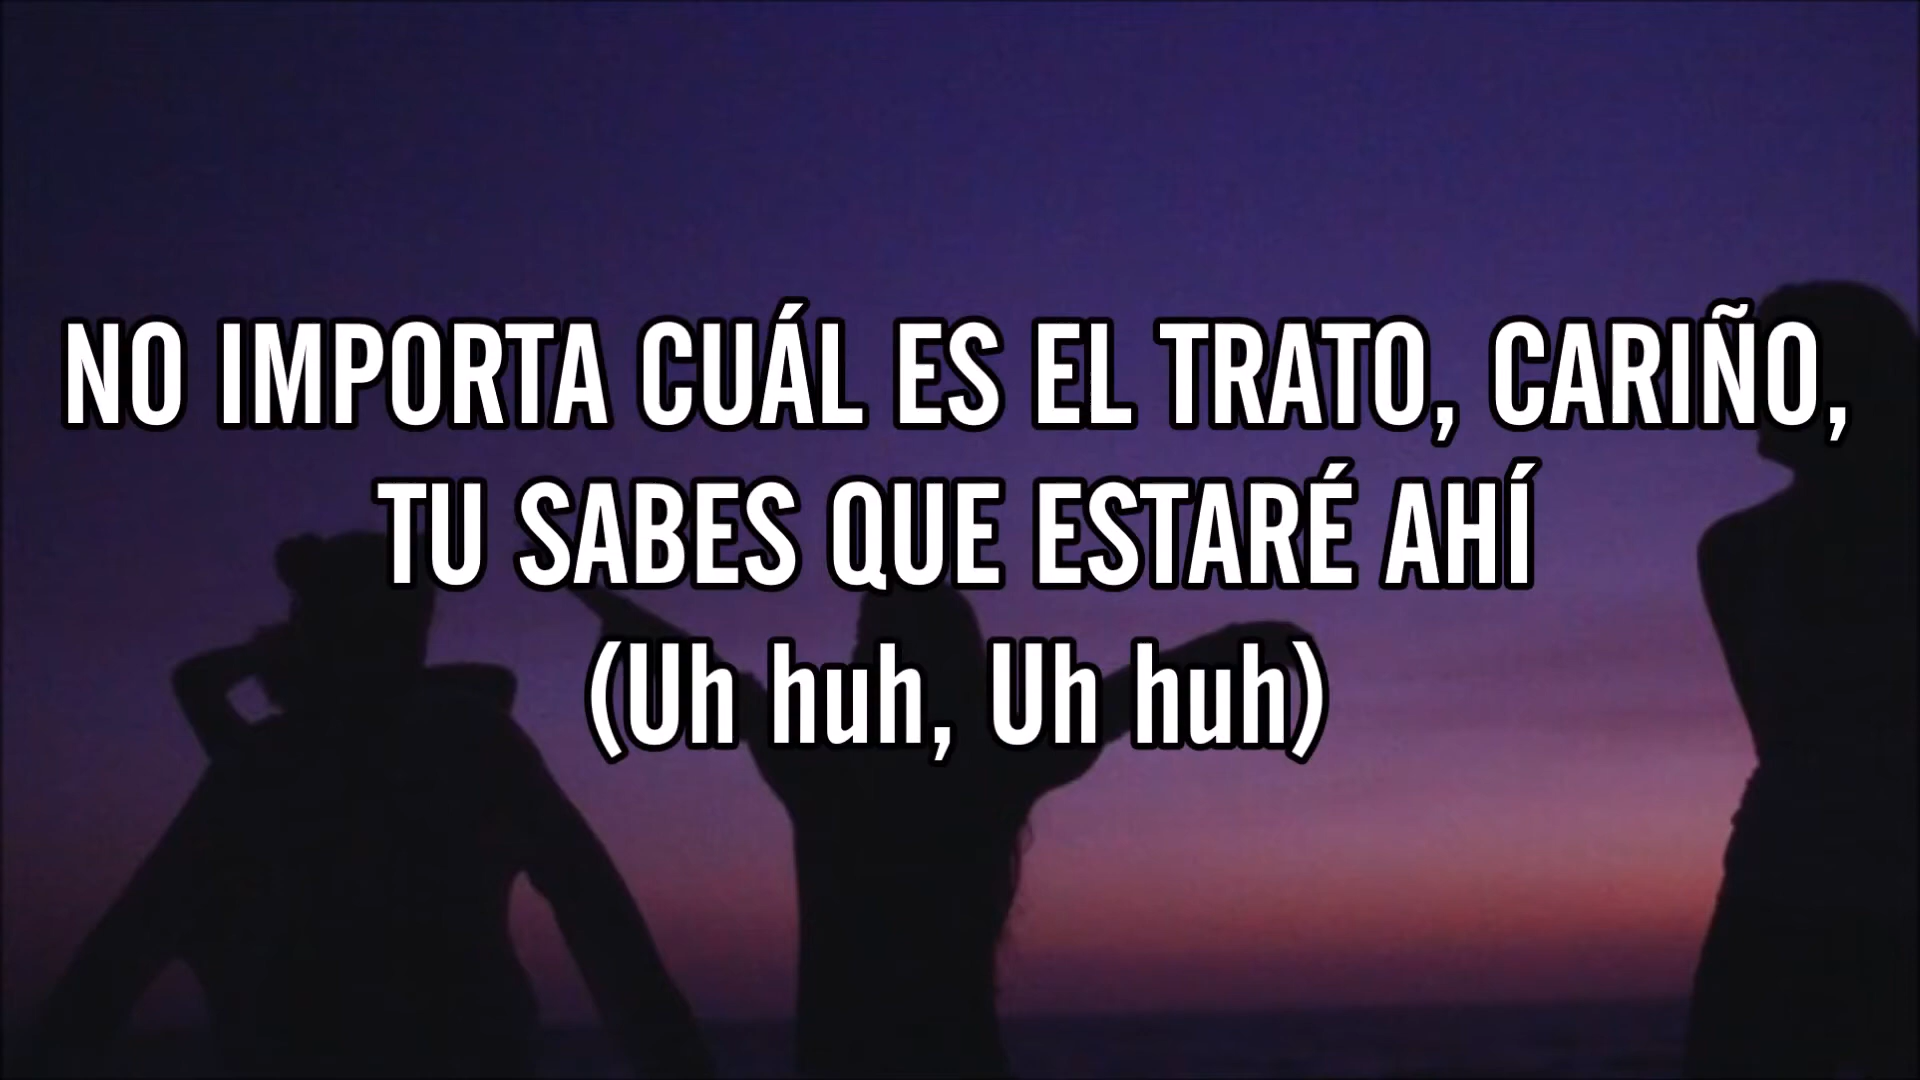 NO IMPORTA CUÁL ES EL TRATO, CARIÑO,
TU SABES QUE ESTARÉ AHÍ
(Uh huh, Uh huh)